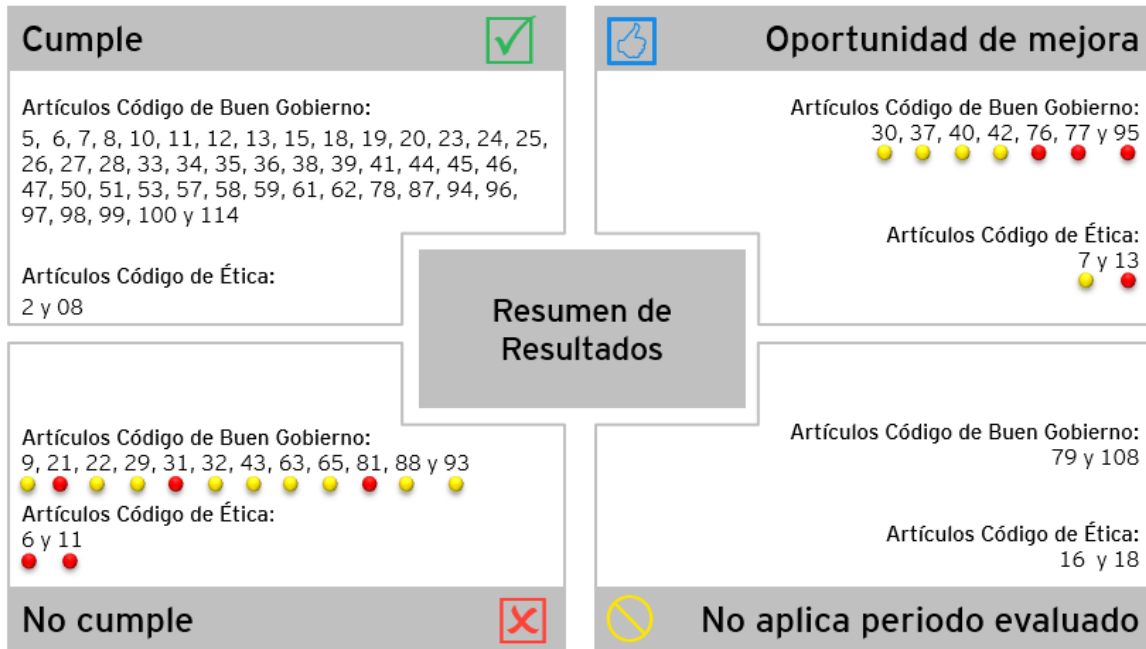 Cumple
Artículos Código de Buen Gobierno:
5, 6, 7, 8, 10, 11, 12, 13, 15, 18, 19, 20, 23, 24, 25,
26, 27, 28, 33, 34, 35, 36, 38, 39, 41, 44, 45, 46,
47, 50, 51, 53, 57, 58, 59, 61, 62, 78, 87, 94, 96,
97, 98, 99, 100 y 114
Artículos Código de Ética:
2 y 08
Oportunidad de mejora
Artículos Código de Buen Gobierno:
30, 37, 40, 42, 76, 77 y 95
Artículos Código de Ética:
7 y 13
Resumen de
Resultados
Artículos Código de Buen Gobierno:
9, 21, 22, 29, 31, 32, 43, 63, 65, 81, 88 y 93
Artículos Código de Ética:
6 y 11
No cumple
Artículos Código de Buen Gobierno:
79 y 108
Artículos Código de Ética:
16 y 18
No aplica periodo evaluado